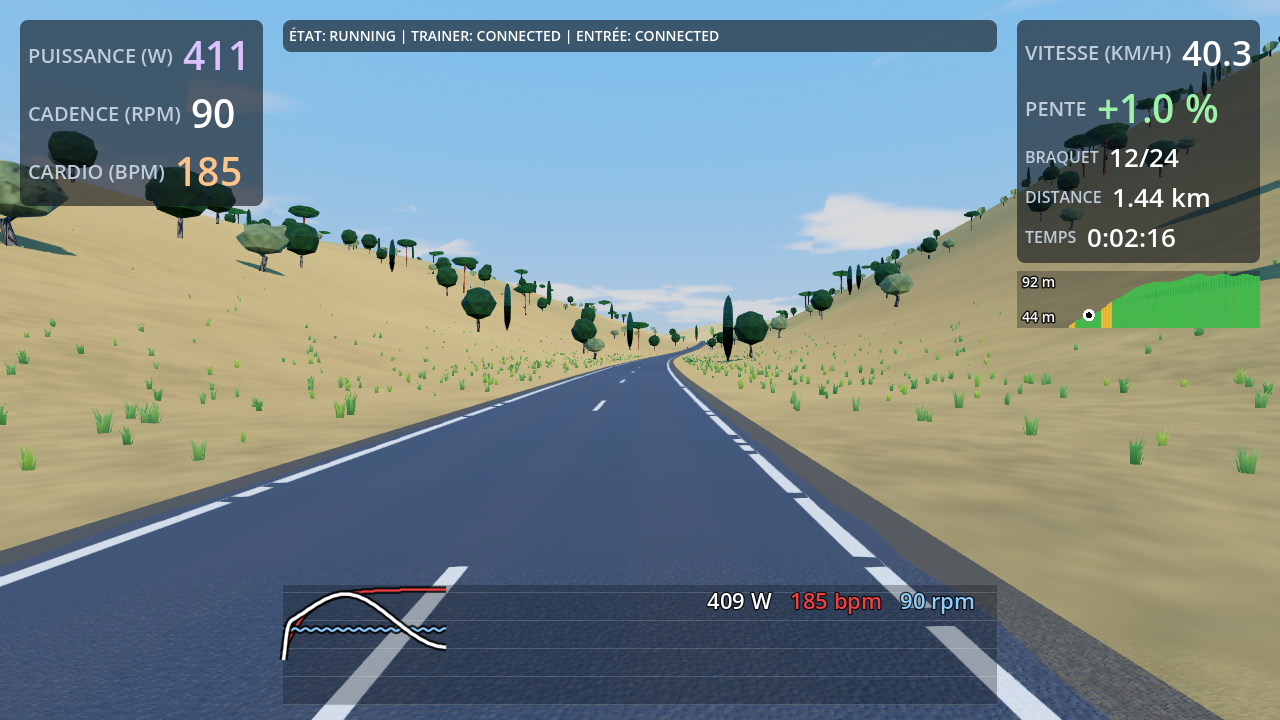 PUISSANCE (W) 411
CADENCE (RPM) 90
CARDIO (BPM) 185
ÉTAT: RUNNING | TRAINER: CONNECTED | ENTRÉE: CONNECTED
VITESSE (KM/H) 40.3
PENTE +1.0 %
BRAQUET 12/24
DISTANCE 1.44 km
TEMPS 0:02:16
92 m
44 m
409 W 185 bpm 90 rpm